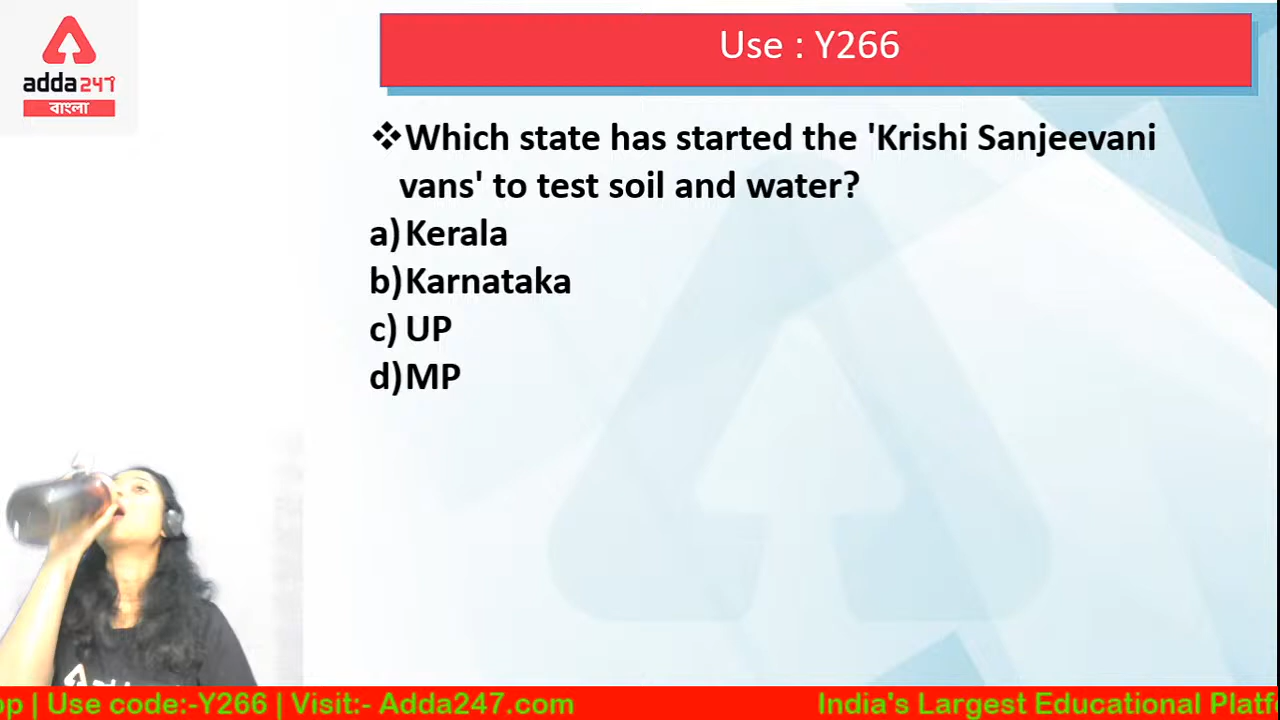 adda247
বাংলা
Use : Y266
❖Which state has started the 'Krishi Sanjeevani
vans' to test soil and water?
a)Kerala
b)Karnataka
c) UP
d)MP
pp | Use code:-Y266 | Visit:- Adda247.com India's Largest Educational Platf